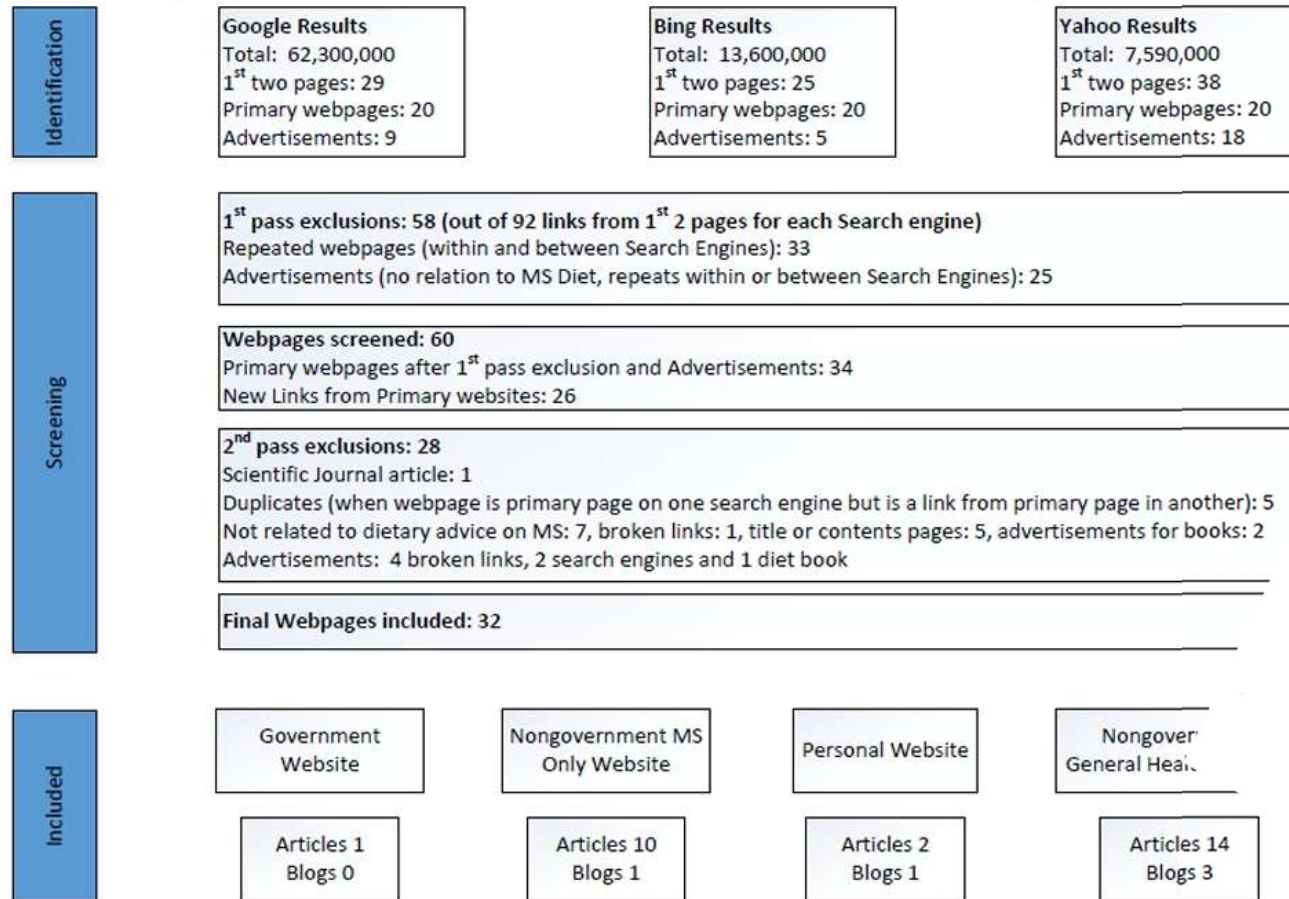 Identification
Google Results
Total: 62,300,000
1st two pages: 29
Primary webpages: 20
Advertisements: 9
Bing Results
Total: 13,600,000
1st two pages: 25
Primary webpages: 20
Advertisements: 5
Yahoo Results
Total: 7,590,000
1st two pages: 38
Primary webpages: 20
Advertisements: 18
Screening
1st pass exclusions: 58 (out of 92 links from 1st 2 pages for each Search engine)
Repeated webpages (within and between Search Engines): 33
Advertisements (no relation to MS Diet, repeats within or between Search Engines): 25
Webpages screened: 60
Primary webpages after 1st pass exclusion and Advertisements: 34
New Links from Primary websites: 26
2nd pass exclusions: 28
Scientific Journal article: 1
Duplicates (when webpage is primary page on one search engine but is a link from primary page in another): 5
Not related to dietary advice on MS: 7, broken links: 1, title or contents pages: 5, advertisements for books: 2
Advertisements: 4 broken links, 2 search engines and 1 diet book
Final Webpages included: 32
Included
Government
Website
Nongovernment MS
Only Website
Personal Website
General
Articles 1
Blogs 0
Articles 10
Blogs 1
Articles 2
Blogs 1
Articles 14
Blogs 3